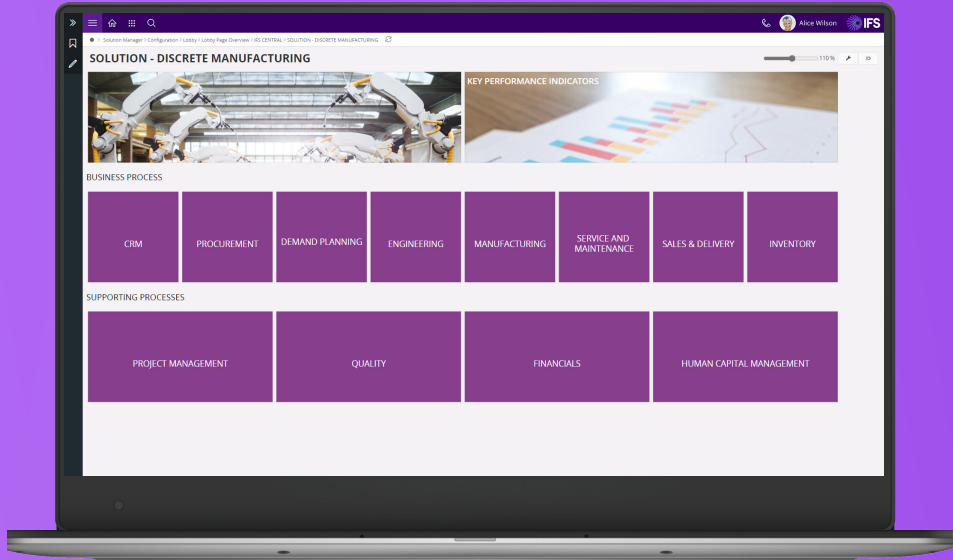 Alice Wilson
IFS
Solution Manager > Configuration > Lobby > Lobby Page Overview > IFS CENTRAL > SOLUTION - DISCRETE MANUFACTURING
SOLUTION - DISCRETE MANUFACTURING
110 %
KEY PERFORMANCE INDICATORS
BUSINESS PROCESS
CRM
PROCUREMENT
DEMAND PLANNING
ENGINEERING
MANUFACTURING
SERVICE AND
MAINTENANCE
SALES & DELIVERY
INVENTORY
SUPPORTING PROCESSES
PROJECT MANAGEMENT
QUALITY
FINANCIALS
HUMAN CAPITAL MANAGEMENT